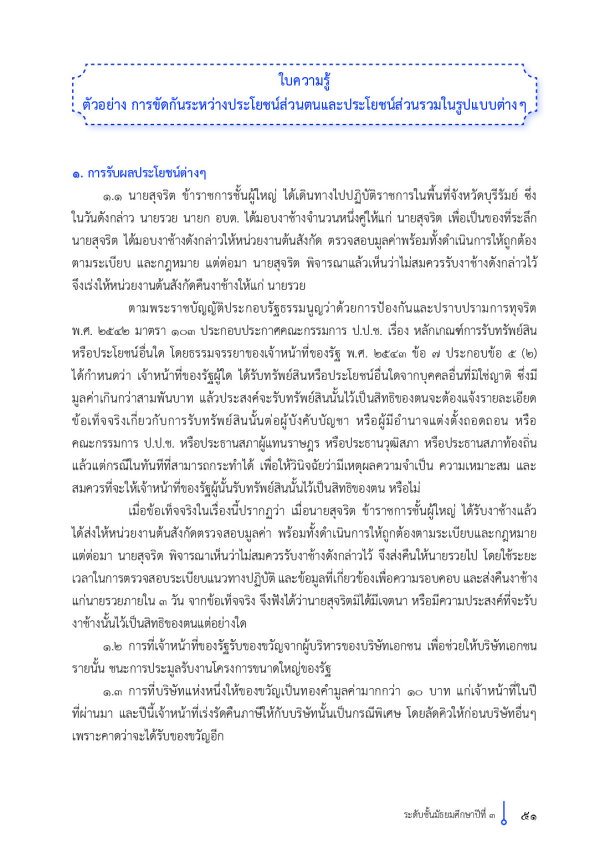 ใบความรู้
ตัวอย่าง การขัดกันระหว่างประโยชน์ส่วนตนและประโยชน์ส่วนรวมในรูปแบบต่างๆ
๑. การรับผลประโยชน์ต่างๆ
๑.๑ นายสุจริต ข้าราชการชั้นผู้ใหญ่ ได้เดินทางไปปฏิบัติราชการในพื้นที่จังหวัดบุรีรัมย์ ซึ่ง
ในวันดังกล่าว นายรวย นายก อบต. ได้มอบงาช้างจำนวนหนึ่งคู่ให้แก่ นายสุจริต เพื่อเป็นของที่ระลึก
นายสุจริต ได้มอบงาช้างดังกล่าวให้หน่วยงานต้นสังกัด ตรวจสอบมูลค่าพร้อมทั้งดำเนินการให้ถูกต้อง
ตามระเบียบ และกฎหมาย แต่ต่อมา นายสุจริต พิจารณาแล้วเห็นว่าไม่สมควรรับงาช้างดังกล่าวไว้
จึงเร่งให้หน่วยงานต้นสังกัดคืนงาช้างให้แก่ นายรวย
ตามพระราชบัญญัติประกอบรัฐธรรมนูญว่าด้วยการป้องกันและปราบปรามการทุจริต
พ.ศ. ๒๕๔๒ มาตรา ๑๐๓ ประกอบประกาศคณะกรรมการ ป.ป.ช. เรื่อง หลักเกณฑ์การรับทรัพย์สิน
หรือประโยชน์อื่นใด โดยธรรมจรรยาของเจ้าหน้าที่ของรัฐ พ.ศ. ๒๕๔๓ ข้อ ๗ ประกอบข้อ ๕ (๒)
ได้กำหนดว่า เจ้าหน้าที่ของรัฐผู้ใด ได้รับทรัพย์สินหรือประโยชน์อื่นใดจากบุคคลอื่นที่มิใช่ญาติ ซึ่งมี
มูลค่าเกินกว่าสามพันบาท แล้วประสงค์จะรับทรัพย์สินนั้นไว้เป็นสิทธิของตนจะต้องแจ้งรายละเอียด
ข้อเท็จจริงเกี่ยวกับการรับทรัพย์สินนั้นต่อผู้บังคับบัญชา หรือผู้มีอำนาจแต่งตั้งถอดถอน หรือ
คณะกรรมการ ป.ป.ช. หรือประธานสภาผู้แทนราษฎร หรือประธานวุฒิสภา หรือประธานสภาท้องถิ่น
แล้วแต่กรณีในทันทีที่สามารถกระทำได้ เพื่อให้วินิจฉัยว่ามีเหตุผลความจำเป็น ความเหมาะสม และ
สมควรที่จะให้เจ้าหน้าที่ของรัฐผู้นั้นรับทรัพย์สินนั้นไว้เป็นสิทธิของตน หรือไม่
เมื่อข้อเท็จจริงในเรื่องนี้ปรากฏว่า เมื่อนายสุจริต ข้าราชการชั้นผู้ใหญ่ ได้รับงาช้างแล้ว
ได้ส่งให้หน่วยงานต้นสังกัดตรวจสอบมูลค่า พร้อมทั้งดำเนินการให้ถูกต้องตามระเบียบและกฎหมาย
แต่ต่อมา นายสุจริต พิจารณาเห็นว่าไม่สมควรรับงาช้างดังกล่าวไว้ จึงส่งคืนให้นายรวยไป โดยใช้ระยะ
เวลาในการตรวจสอบระเบียบแนวทางปฏิบัติ และข้อมูลที่เกี่ยวข้องเพื่อความรอบคอบ และส่งคืนงาช้าง
แก่นายรวยภายใน ๓ วัน จากข้อเท็จจริง จึงฟังได้ว่านายสุจริตมิได้มีเจตนา หรือมีความประสงค์ที่จะรับ
งาช้างนั้นไว้เป็นสิทธิของตนแต่อย่างใด
๑.๒ การที่เจ้าหน้าที่ของรัฐรับของขวัญจากผู้บริหารของบริษัทเอกชน เพื่อช่วยให้บริษัทเอกชน
รายนั้น ชนะการประมูลรับงานโครงการขนาดใหญ่ของรัฐ
๑.๓ การที่บริษัทแห่งหนึ่งให้ของขวัญเป็นทองคำมูลค่ามากกว่า ๑๐ บาท แก่เจ้าหน้าที่ในปี
ที่ผ่านมา และปีนี้เจ้าหน้าที่เร่งรัดคืนภาษีให้กับบริษัทนั้นเป็นกรณีพิเศษ โดยลัดคิวให้ก่อนบริษัทอื่นๆ
เพราะคาดว่าจะได้รับของขวัญอีก
ระดับชั้นมัธยมศึกษาปีที่ ๓
๕๑